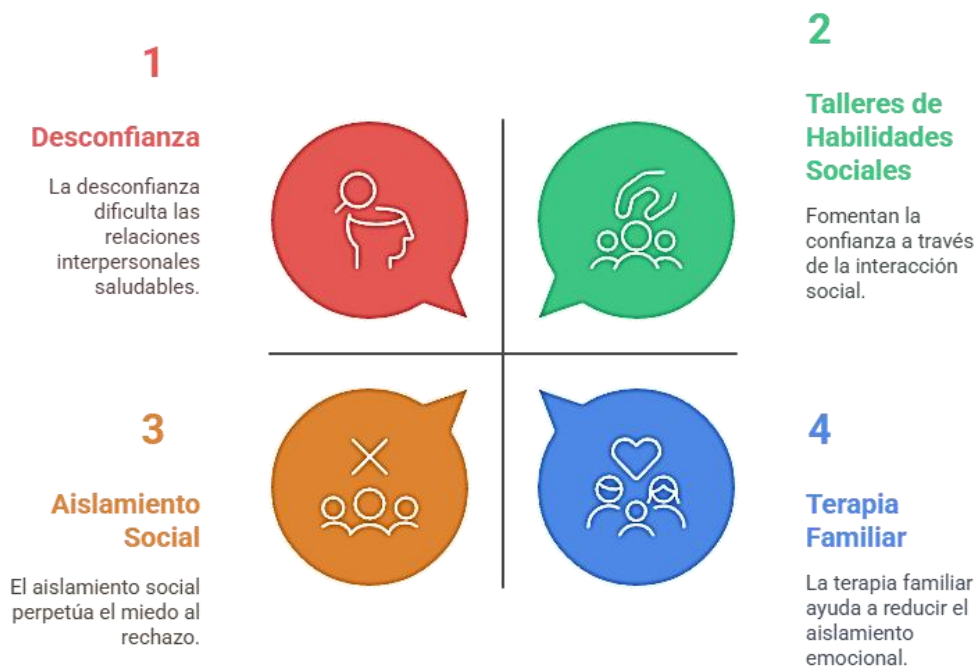 1
Desconfianza
La desconfianza
dificulta las
relaciones
interpersonales
saludables.
2
Talleres de
Habilidades
Sociales
Fomentan la
confianza a través
de la interacción
social.
3
Aislamiento
Social
El aislamiento social
perpetúa el miedo al
rechazo.
4
Terapia
Familiar
La terapia familiar
ayuda a reducir el
aislamiento
emocional.